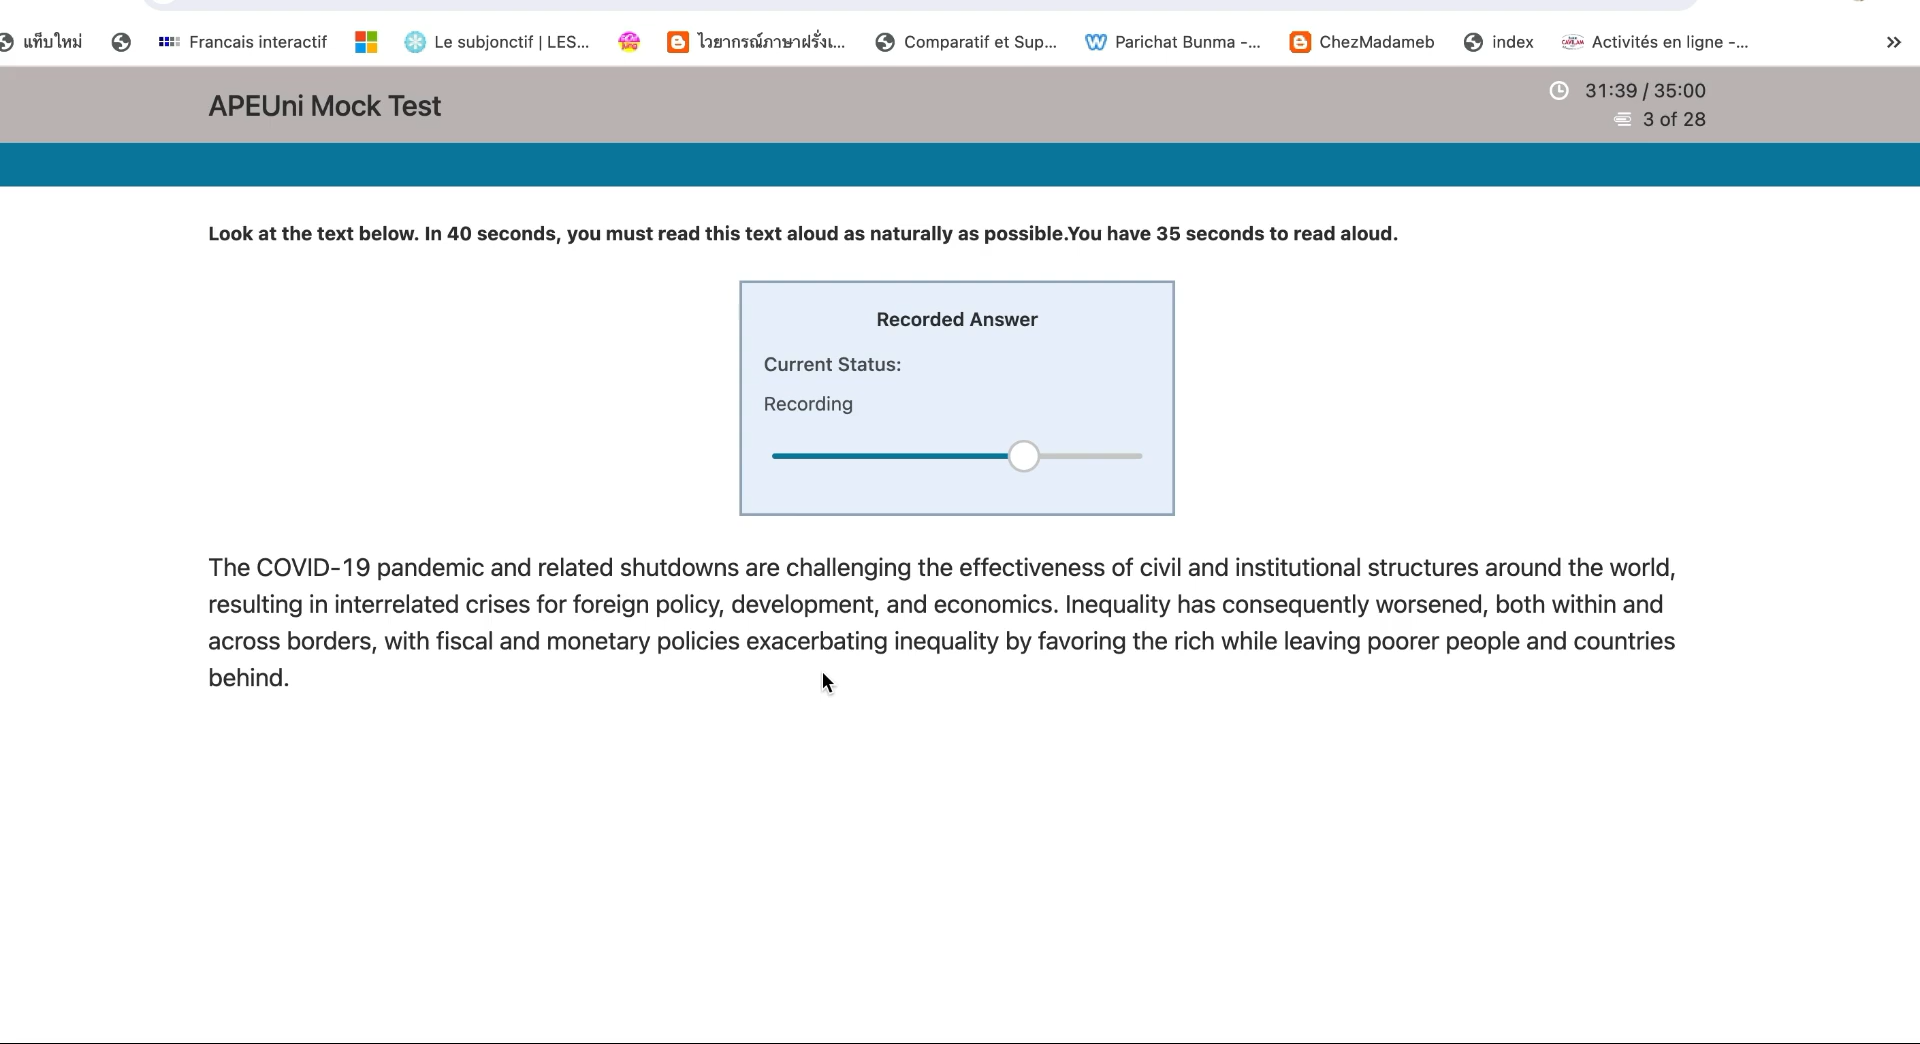 แท็บใหม่ Francais interactif Le subjonctif | LES... ไวยากรณ์ภาษาฝรั่งเ... Comparatif et Sup... Parichat Bunma -... ChezMadameb index Activités en ligne -... »
APEUni Mock Test
31:39 / 35:00
3 of 28
Look at the text below. In 40 seconds, you must read this text aloud as naturally as possible.You have 35 seconds to read aloud.
Recorded Answer
Current Status:
Recording
The COVID-19 pandemic and related shutdowns are challenging the effectiveness of civil and institutional structures around the world,
resulting in interrelated crises for foreign policy, development, and economics. Inequality has consequently worsened, both within and
across borders, with fiscal and monetary policies exacerbating inequality by favoring the rich while leaving poorer people and countries
behind.